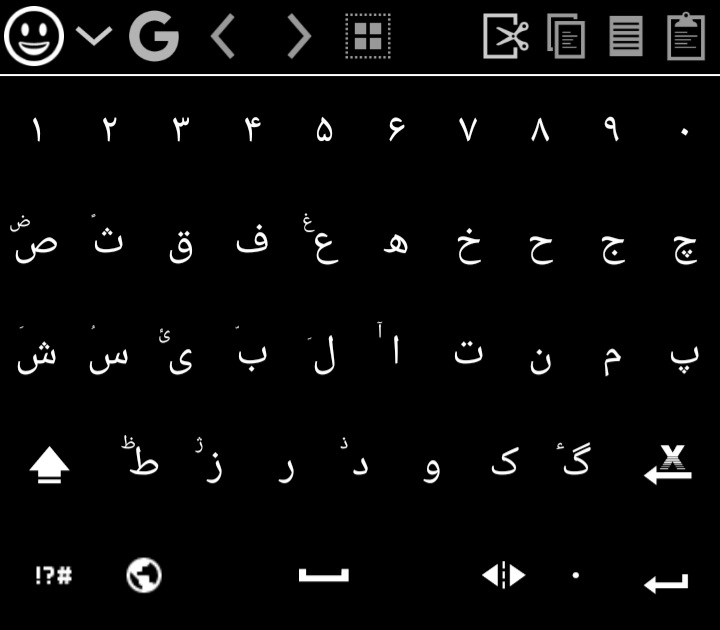 G
۱ ۲ ۳ ۴ ۵ ۶ ۷ ۸ ۹ ۰
ض ص ث ق ف غ ع ه خ ح ج چ
ش س ئ ی ب ل آ ا ت ن م پ
ظ ط ژ ز ر ذ د و ک ء گ X
!?# .